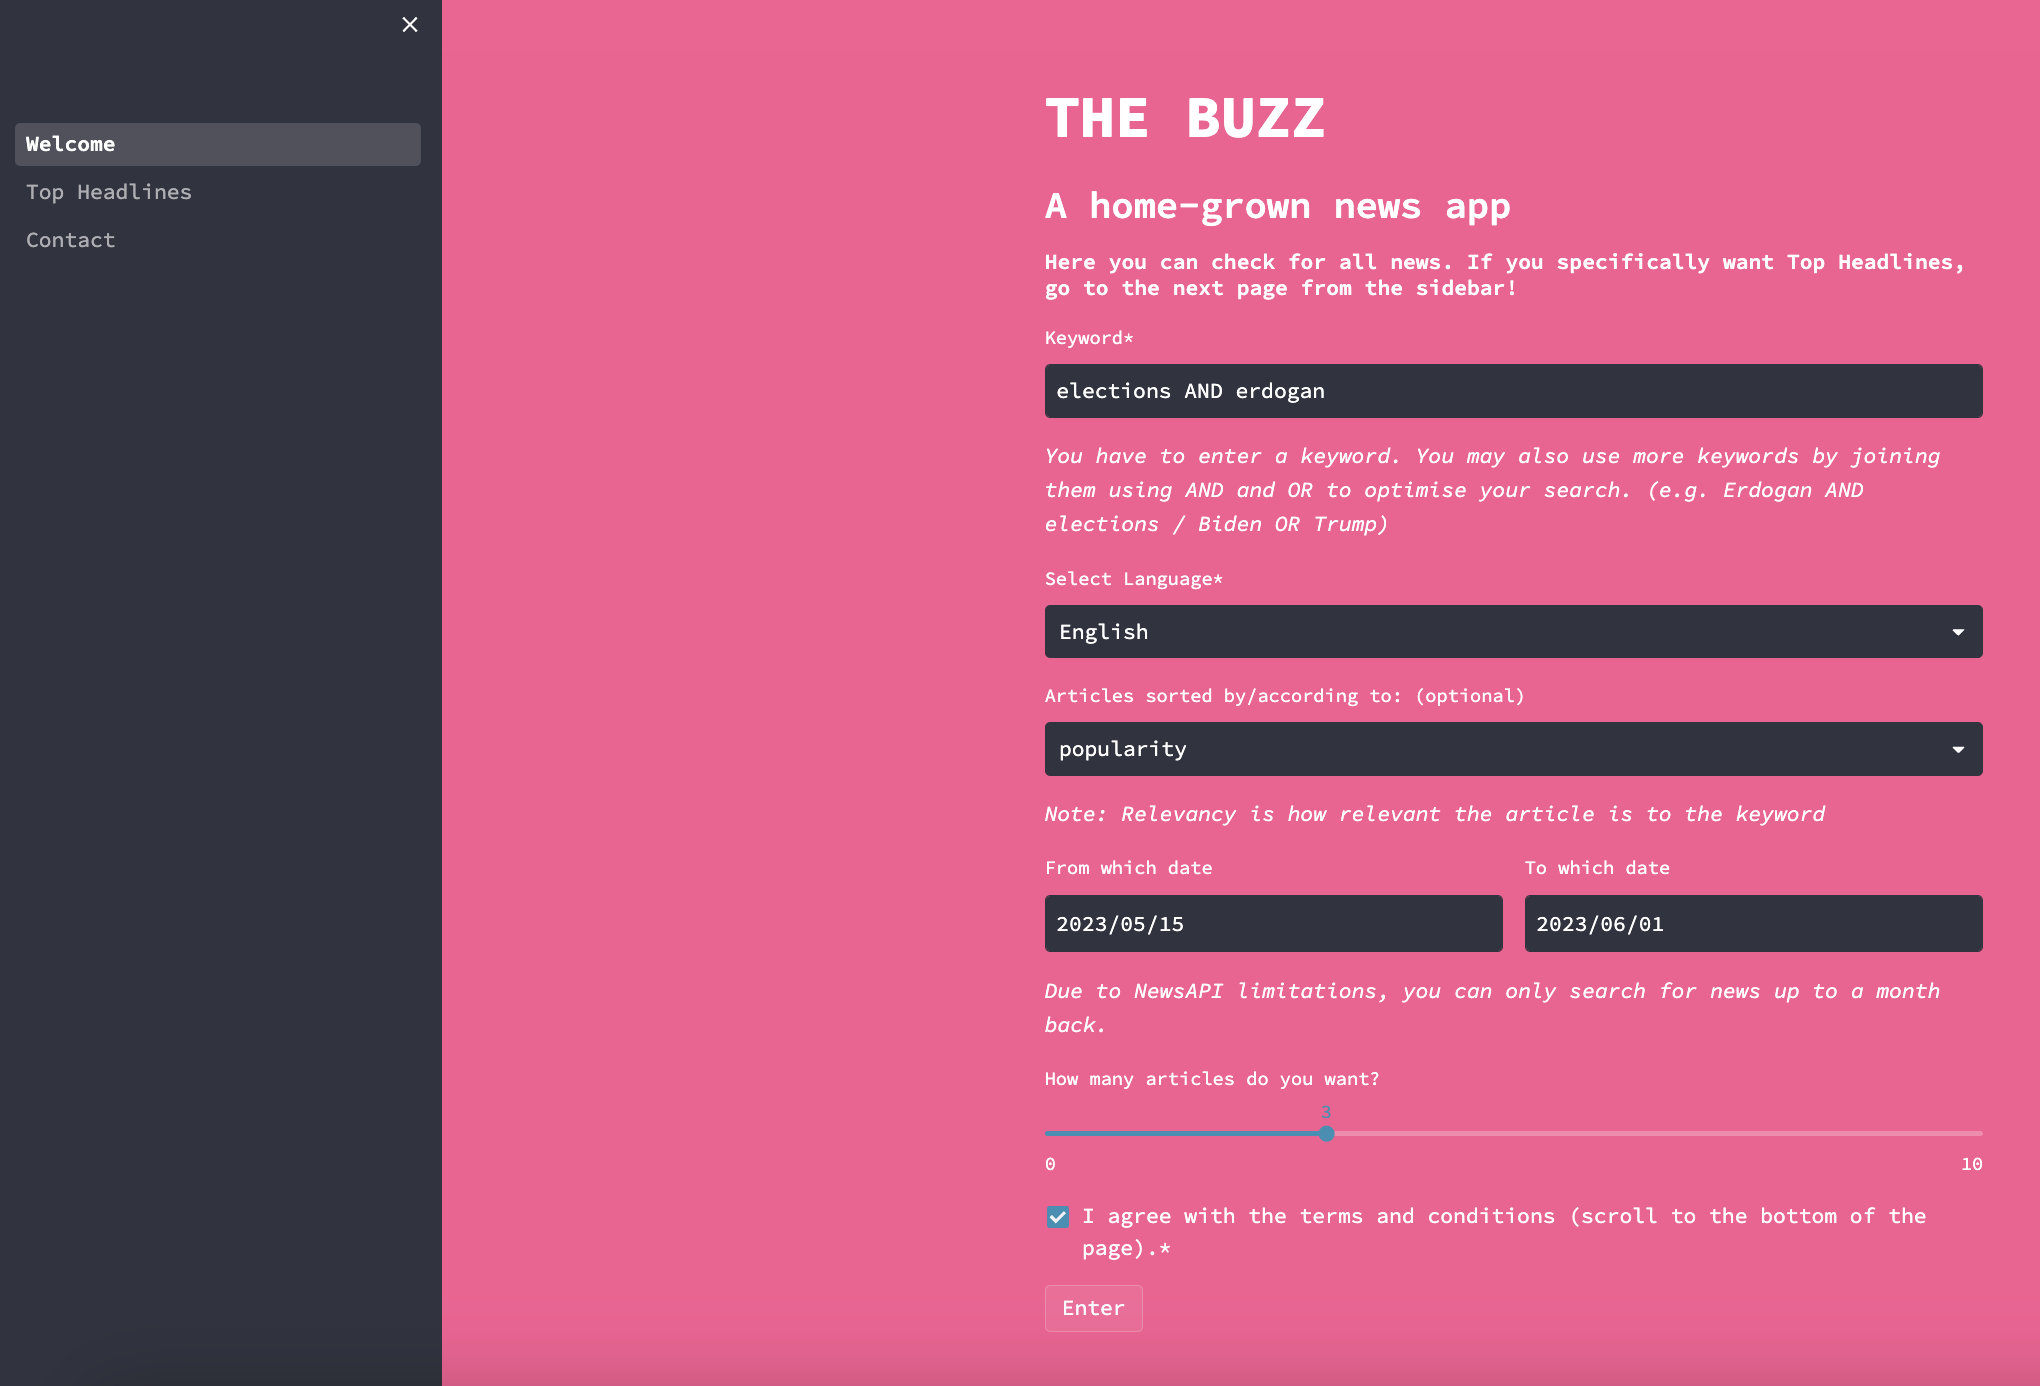 Welcome
Top Headlines
Contact
THE BUZZ
A home-grown news app
Here you can check for all news. If you specifically want Top Headlines,
go to the next page from the sidebar!
Keyword*
elections AND erdogan
You have to enter a keyword. You may also use more keywords by joining
them using AND and OR to optimise your search. (e.g. Erdogan AND
elections / Biden OR Trump)
Select Language*
English
Articles sorted by/according to: (optional)
popularity
Note: Relevancy is how relevant the article is to the keyword
From which date
To which date
2023/05/15
2023/06/01
Due to NewsAPI limitations, you can only search for news up to a month
back.
How many articles do you want?
3
0
10
I agree with the terms and conditions (scroll to the bottom of the
page).*
Enter